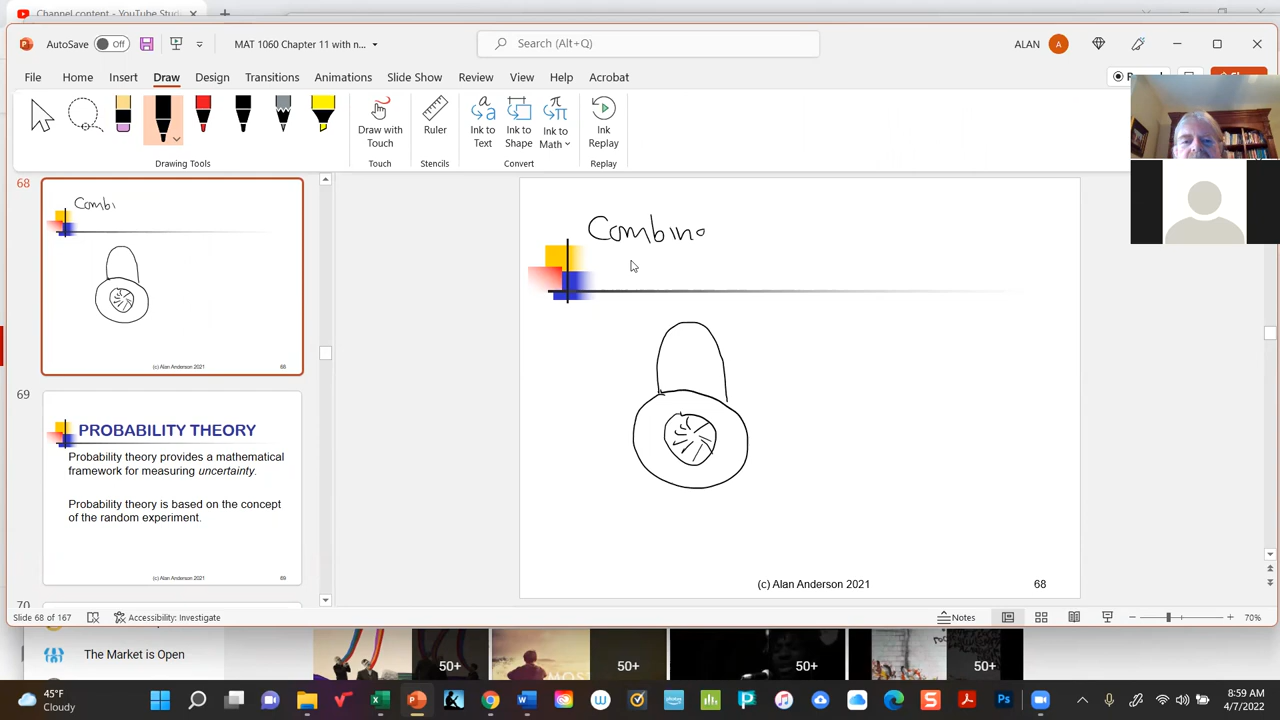 Channel content - YouTube Studi
AutoSave Off
MAT 1060 Chapter 11 with n...
Search (Alt+Q)
ALAN A
File Home Insert Draw Design Transitions Animations Slide Show Review View Help Acrobat
Draw with Touch
Ruler
Ink to Text
Ink to Shape
Ink to Math
Ink Replay
Drawing Tools Touch Stencils Convert Replay
68
Combi
(c) Alan Anderson 2021 68
69
PROBABILITY THEORY
Probability theory provides a mathematical
framework for measuring uncertainty.
Probability theory is based on the concept
of the random experiment.
(c) Alan Anderson 2021 69
70
Combina
(c) Alan Anderson 2021 68
Slide 68 of 167 Accessibility: Investigate Notes 70%
The Market is Open
50+ 50+ 50+ 50+
45°F
Cloudy
8:59 AM
4/7/2022